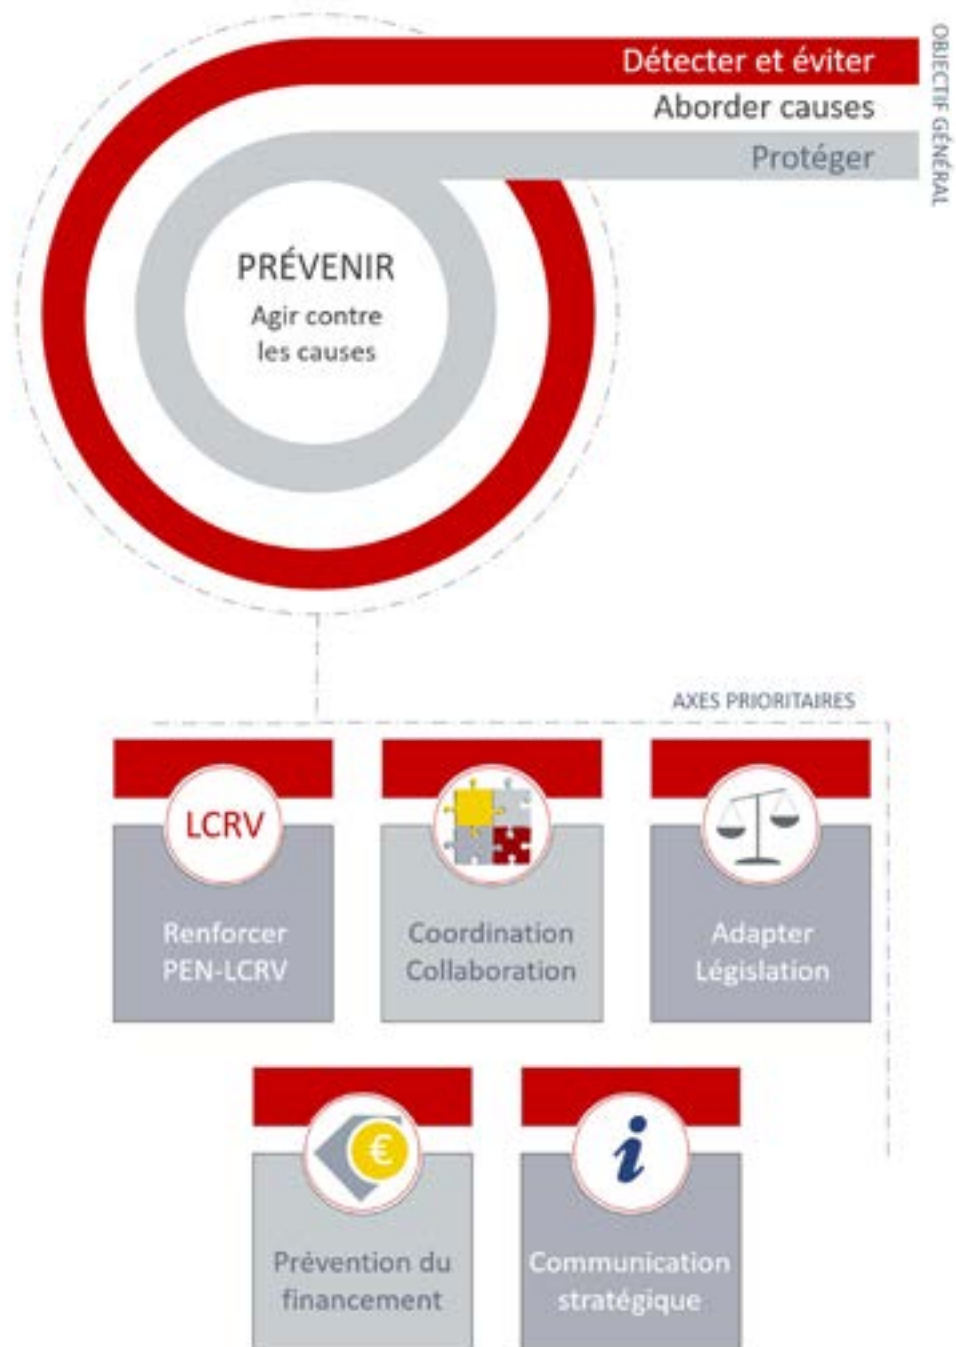 Détecter et éviter
Aborder causes
Protéger
OBJECTIF GÉNÉRAL
PRÉVENIR
Agir contre
les causes
AXES PRIORITAIRES
LCRV
Renforcer
PEN-LCRV
Coordination
Collaboration
Adapter
Législation
€
Prévention du
financement
i
Communication
stratégique